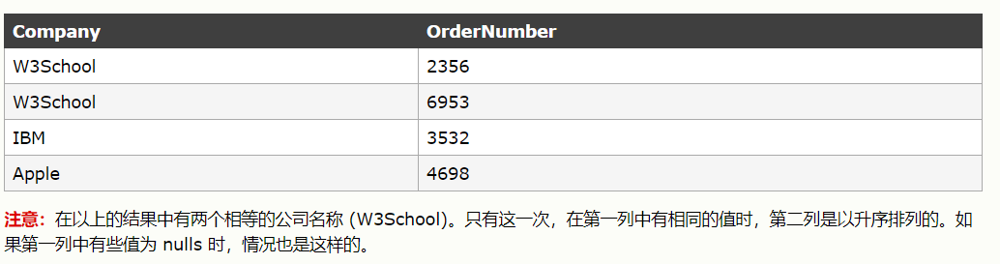 Company OrderNumber
W3School 2356
W3School 6953
IBM 3532
Apple 4698
注意：在以上的结果中有两个相等的公司名称 (W3School)。只有这一次，在第一列中有相同的值时，第二列是以升序排列的。如
果第一列中有些值为 nulls 时，情况也是这样的。